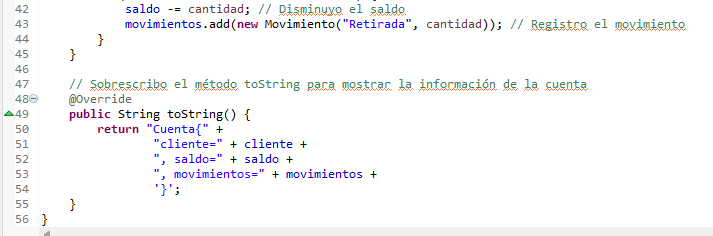 42 saldo -= cantidad; // Disminuyo el saldo
43 movimientos.add(new Movimiento("Retirada", cantidad)); // Registro el movimiento
44 }
45 }
46
47 // Sobrescribo el método toString para mostrar la información de la cuenta
48 @Override
49 public String toString() {
50 return "Cuenta{" +
51 "cliente=" + cliente +
52 ", saldo=" + saldo +
53 ", movimientos=" + movimientos +
54 '}';
55 }
56 }